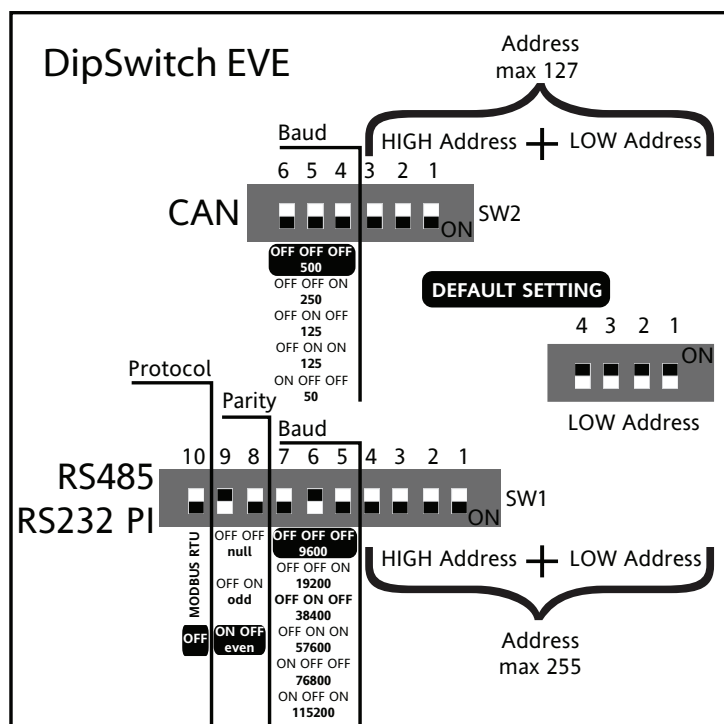 DipSwitch EVE
Address
max 127
Baud
HIGH Address + LOW Address
6 5 4 3 2 1
CAN
ON
SW2
OFF OFF OFF
500
OFF OFF ON
250
OFF ON OFF
125
OFF ON ON
125
ON OFF OFF
50
DEFAULT SETTING
4 3 2 1
ON
LOW Address
Protocol
Parity
Baud
10 9 8 7 6 5 4 3 2 1
RS485
RS232 PI
ON
SW1
MODBUS RTU
OFF
OFF OFF
null
OFF ON
odd
ON OFF
even
OFF OFF OFF
9600
OFF OFF ON
19200
OFF ON OFF
38400
OFF ON ON
57600
ON OFF OFF
76800
ON OFF ON
115200
HIGH Address + LOW Address
Address
max 255